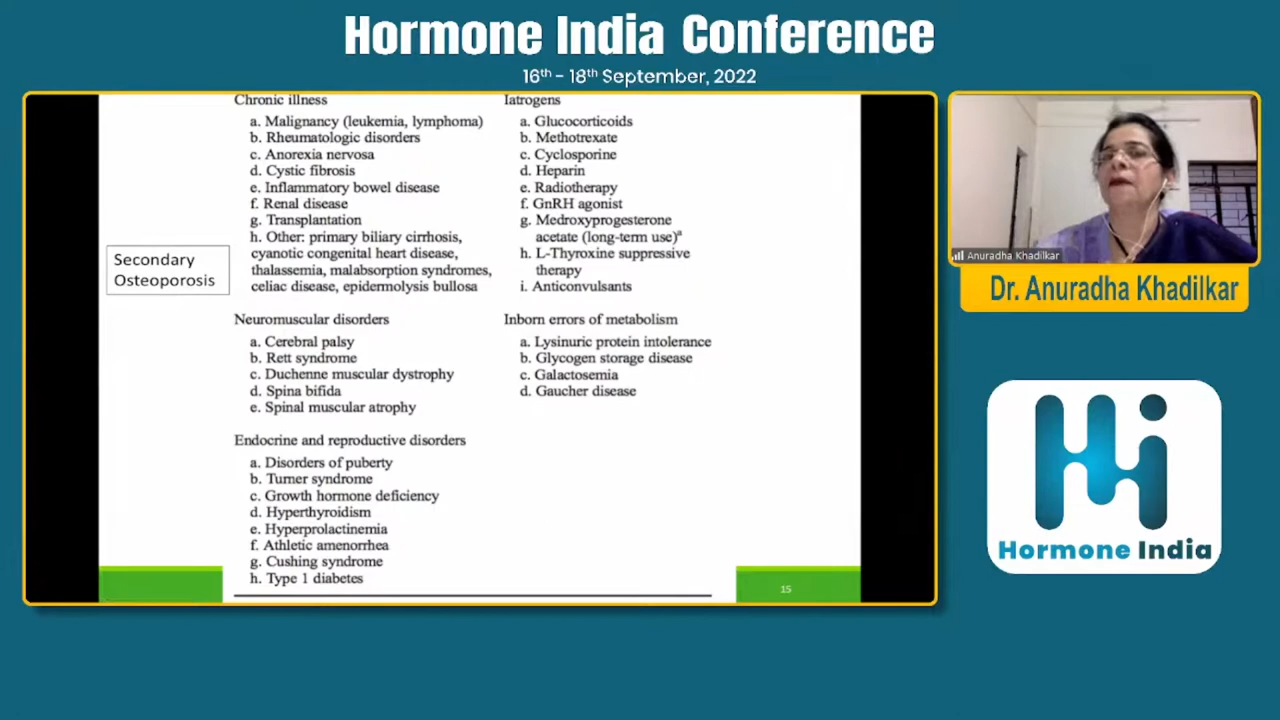 Hormone India Conference
16th - 18th September, 2022
Secondary
Osteoporosis
Chronic illness
a. Malignancy (leukemia, lymphoma)
b. Rheumatologic disorders
c. Anorexia nervosa
d. Cystic fibrosis
e. Inflammatory bowel disease
f. Renal disease
g. Transplantation
h. Other: primary biliary cirrhosis,
cyanotic congenital heart disease,
thalassemia, malabsorption syndromes,
celiac disease, epidermolysis bullosa
Neuromuscular disorders
a. Cerebral palsy
b. Rett syndrome
c. Duchenne muscular dystrophy
d. Spina bifida
e. Spinal muscular atrophy
Endocrine and reproductive disorders
a. Disorders of puberty
b. Turner syndrome
c. Growth hormone deficiency
d. Hyperthyroidism
e. Hyperprolactinemia
f. Athletic amenorrhea
g. Cushing syndrome
h. Type 1 diabetes
Iatrogens
a. Glucocorticoids
b. Methotrexate
c. Cyclosporine
d. Heparin
e. Radiotherapy
f. GnRH agonist
g. Medroxyprogesterone
acetate (long-term use)a
h. L-Thyroxine suppressive
therapy
i. Anticonvulsants
Inborn errors of metabolism
a. Lysinuric protein intolerance
b. Glycogen storage disease
c. Galactosemia
d. Gaucher disease
15
Anuradha Khadilkar
Dr. Anuradha Khadilkar
Hormone India